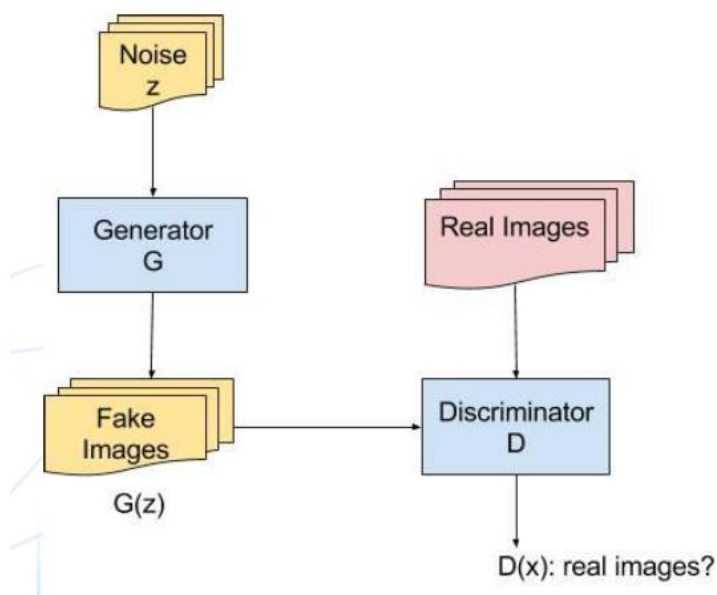 Noise
z
Generator
G
Real Images
Fake
Images
Discriminator
D
G(z)
D(x): real images?